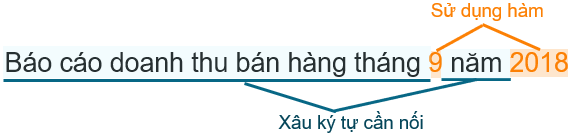 Sử dụng hàm
Báo cáo doanh thu bán hàng tháng 9 năm 2018
Xâu ký tự cần nối